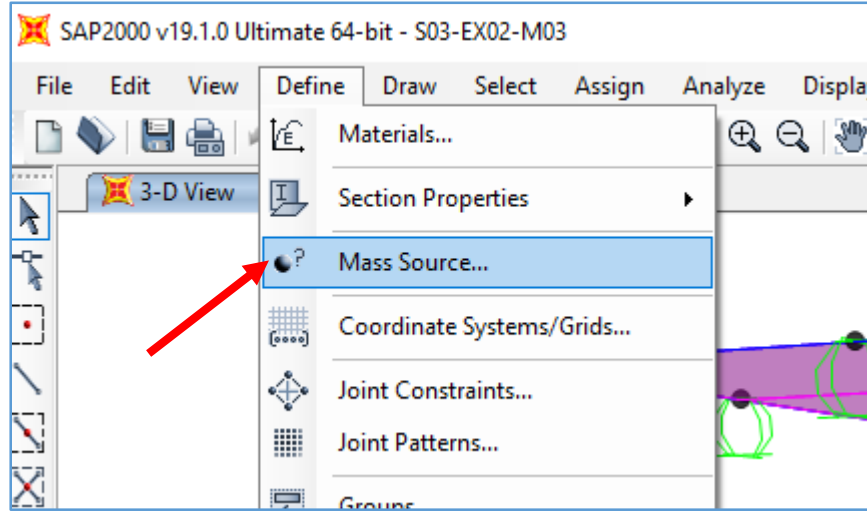 SAP2000 v19.1.0 Ultimate 64-bit - S03-EX02-M03
File Edit View Define Draw Select Assign Analyze Displa
Materials...
3-D View
Section Properties
Mass Source...
Coordinate Systems/Grids...
Joint Constraints...
Joint Patterns...
Groups